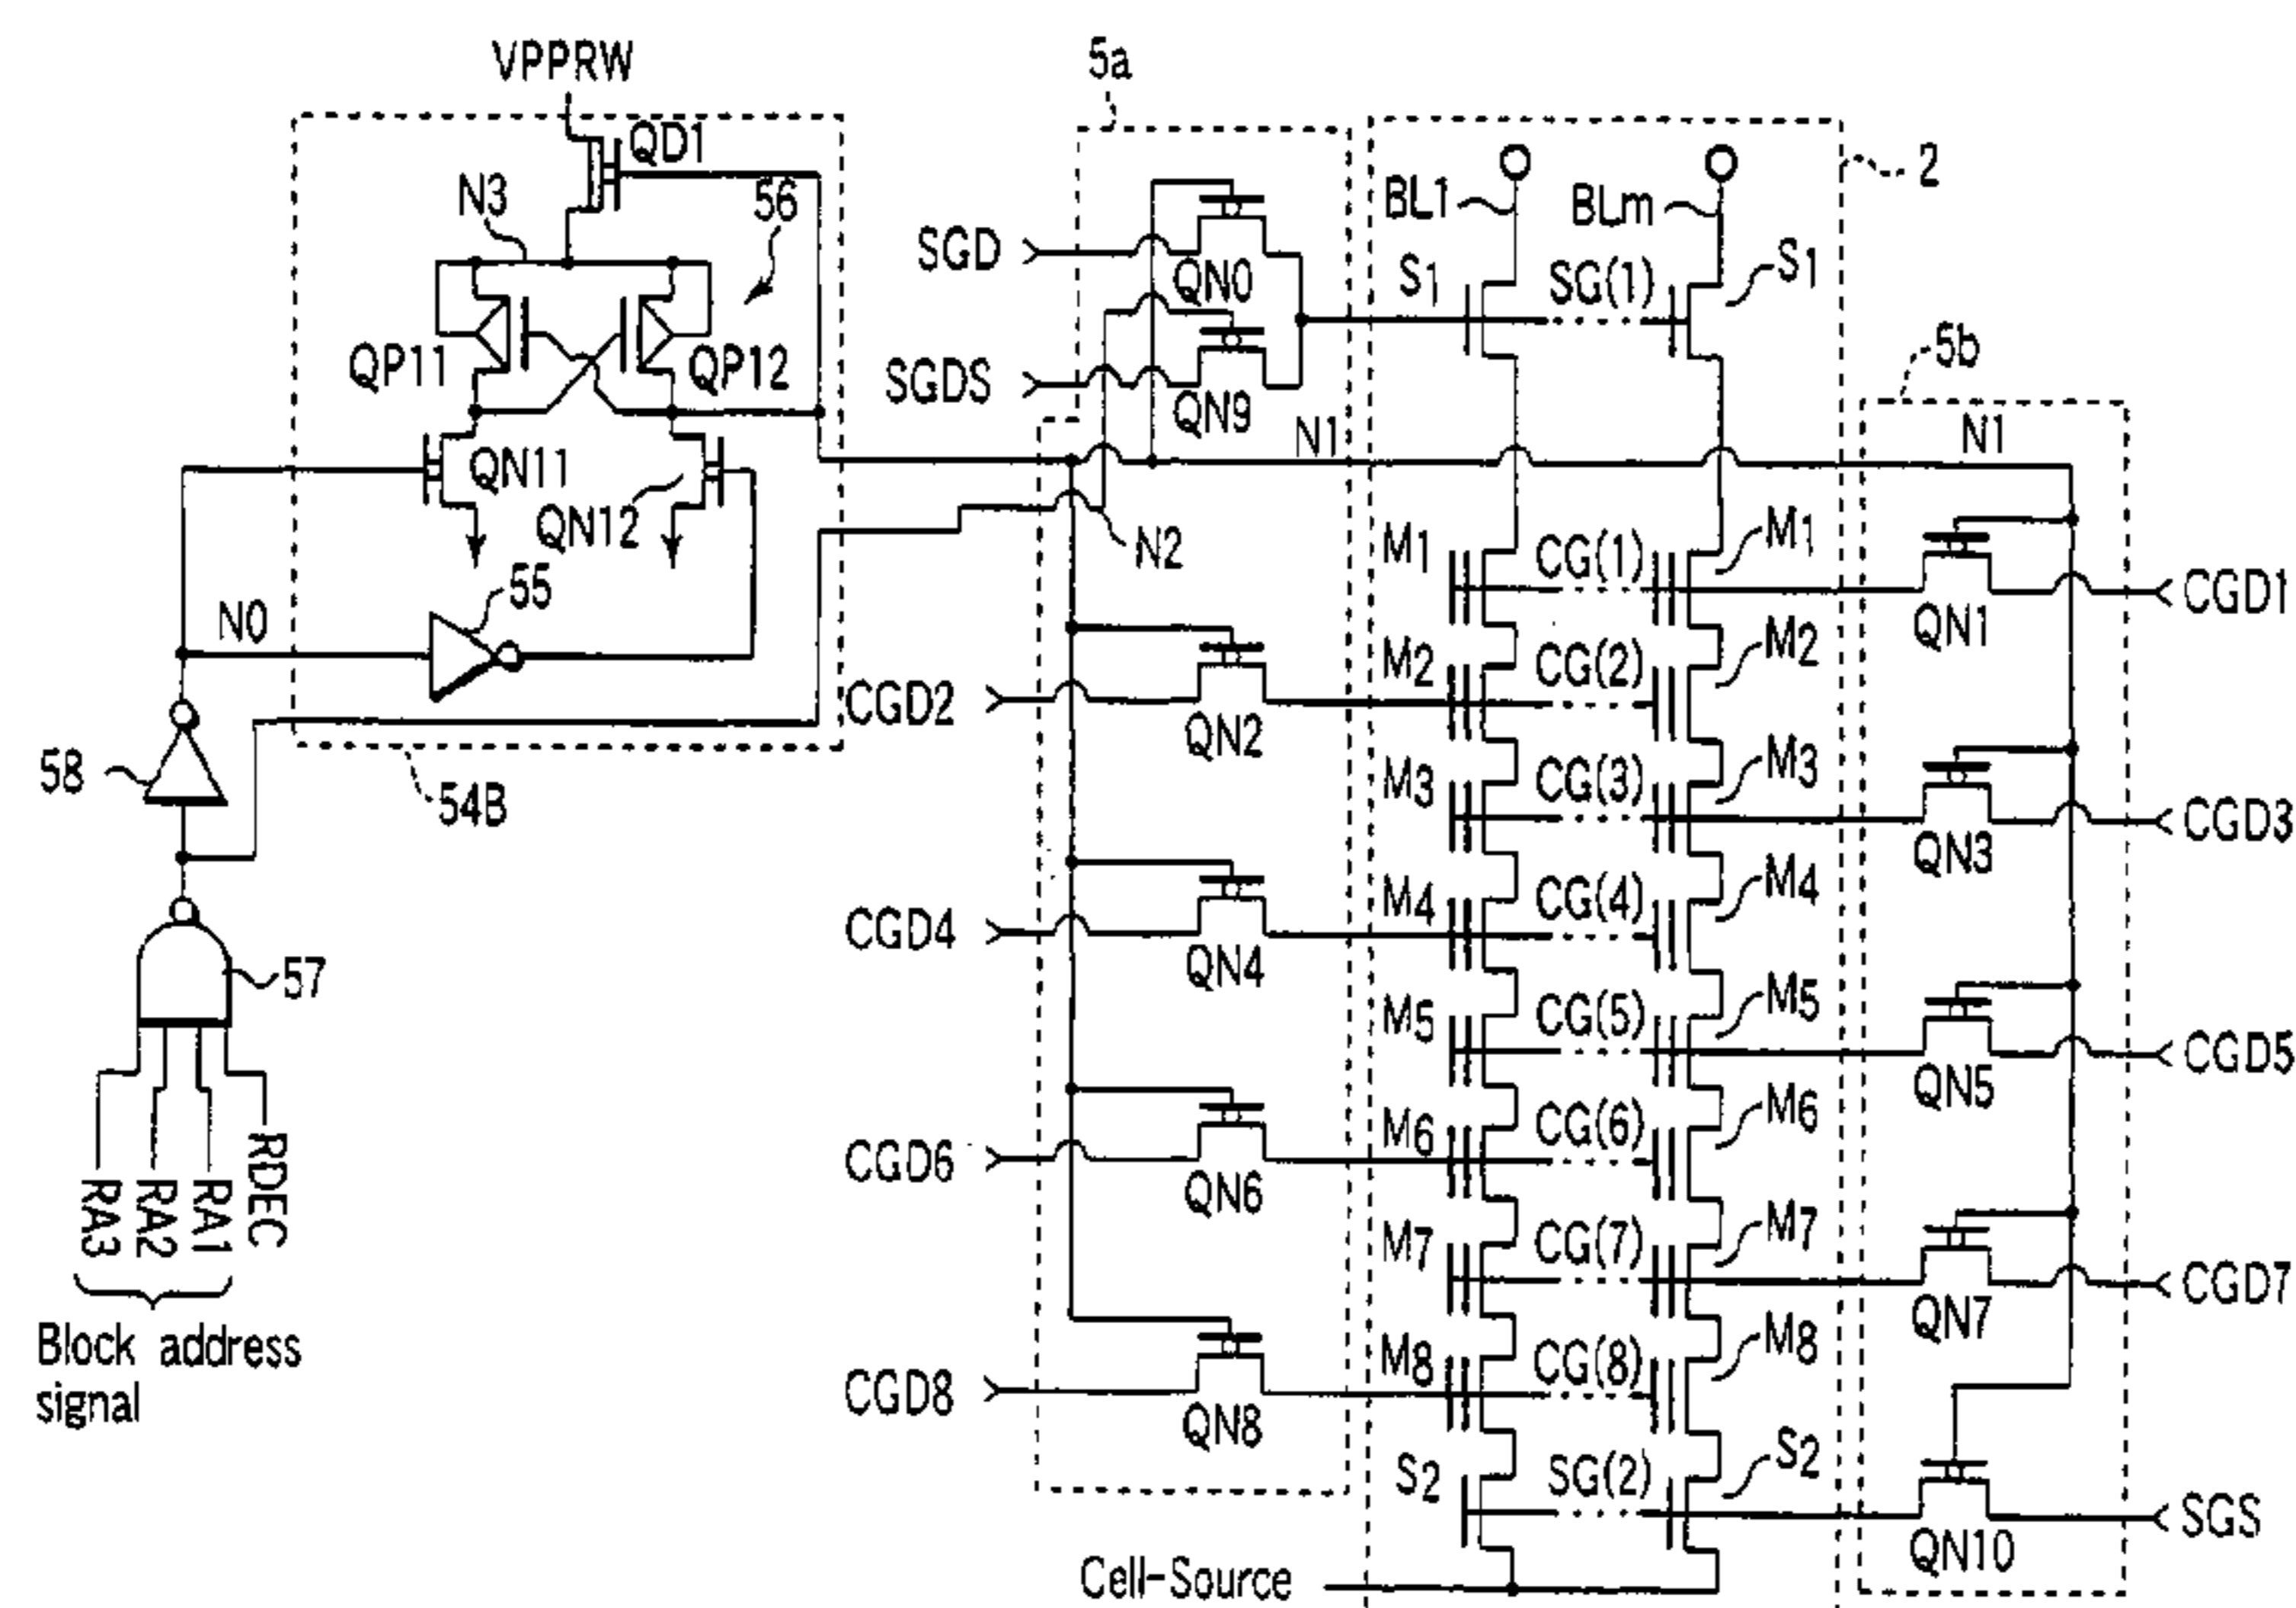 VPPRW
5a
QD1
N3
56
2
BL1
BLm
SGD
QN0
S1
SG(1)
S1
5b
QP11
QP12
SGDS
QN9
N1
N1
QN11
QN12
N2
M1
CG(1)
M1
CGD1
QN1
55
N0
M2
CG(2)
M2
CGD2
QN2
58
54B
M3
CG(3)
M3
CGD3
QN3
M4
CG(4)
M4
CGD4
QN4
57
M5
CG(5)
M5
CGD5
QN5
M6
CG(6)
M6
CGD6
QN6
RA3
RA2
RA1
RDEC
M7
CG(7)
M7
CGD7
QN7
Block address
signal
M8
CG(8)
M8
CGD8
QN8
S2
SG(2)
S2
SGS
QN10
Cell-Source